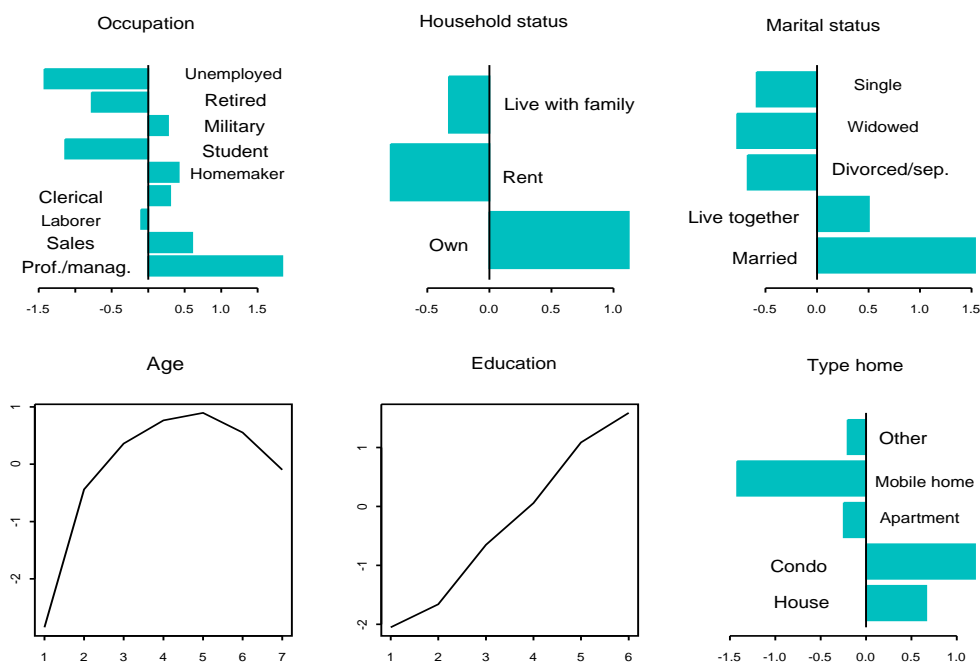 Occupation
Unemployed
Retired
Military
Student
Homemaker
Clerical
Laborer
Sales
Prof./manag.
-1.5 -0.5 0.5 1.0 1.5
Household status
Live with family
Rent
Own
-0.5 0.0 0.5 1.0
Marital status
Single
Widowed
Divorced/sep.
Live together
Married
-0.5 0.0 0.5 1.0 1.5
Age
1
0
-1
-2
1 2 3 4 5 6 7
Education
1
0
-1
-2
1 2 3 4 5 6
Type home
Other
Mobile home
Apartment
Condo
House
-1.5 -1.0 -0.5 0.0 0.5 1.0